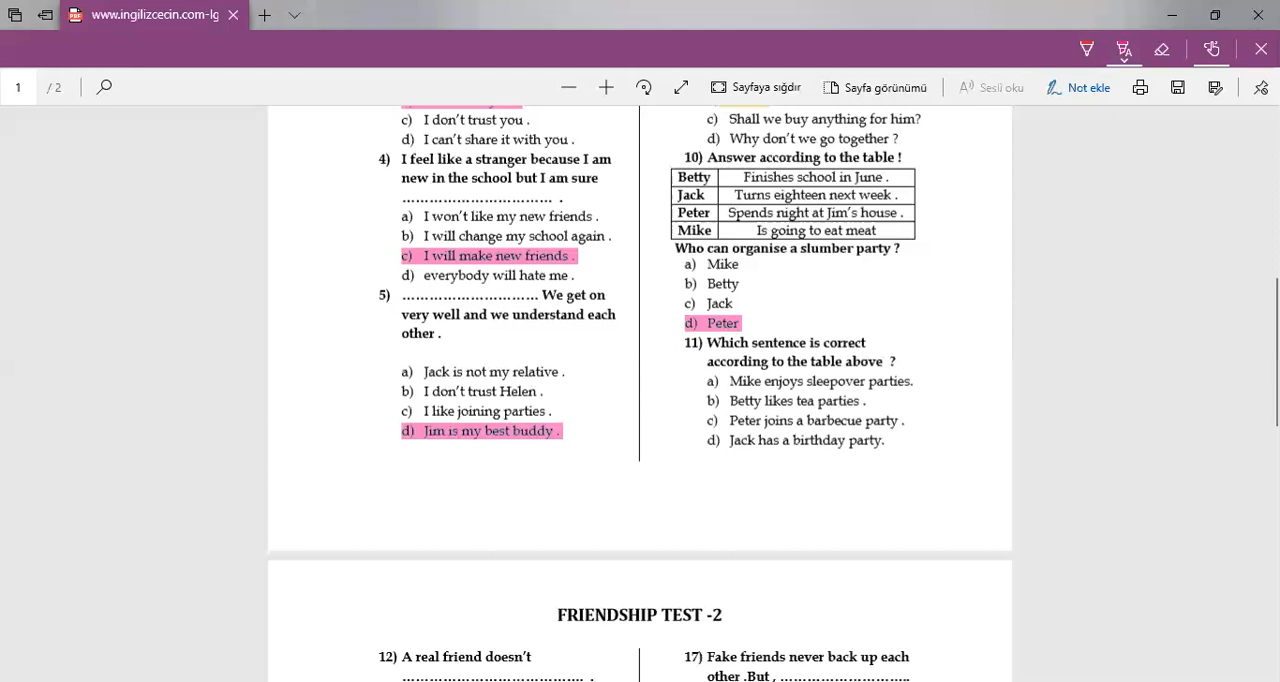 www.ingilizcecin.com-lg
1 / 2
Sayfaya sığdır
Sayfa görünümü
Sesli oku
Not ekle
c) I don't trust you .
d) I can't share it with you .
4) I feel like a stranger because I am
new in the school but I am sure
……………………………. .
a) I won't like my new friends .
b) I will change my school again .
c) I will make new friends .
d) everybody will hate me .
5) ………………………… We get on
very well and we understand each
other .
a) Jack is not my relative .
b) I don't trust Helen .
c) I like joining parties .
d) Jim is my best buddy .
c) Shall we buy anything for him?
d) Why don't we go together ?
10) Answer according to the table !
Betty Finishes school in June .
Jack Turns eighteen next week .
Peter Spends night at Jim's house .
Mike Is going to eat meat
Who can organise a slumber party ?
a) Mike
b) Betty
c) Jack
d) Peter
11) Which sentence is correct
according to the table above ?
a) Mike enjoys sleepover parties.
b) Betty likes tea parties .
c) Peter joins a barbecue party .
d) Jack has a birthday party.
FRIENDSHIP TEST -2
12) A real friend doesn't
…………………………………. .
17) Fake friends never back up each
other .But , ……………………….